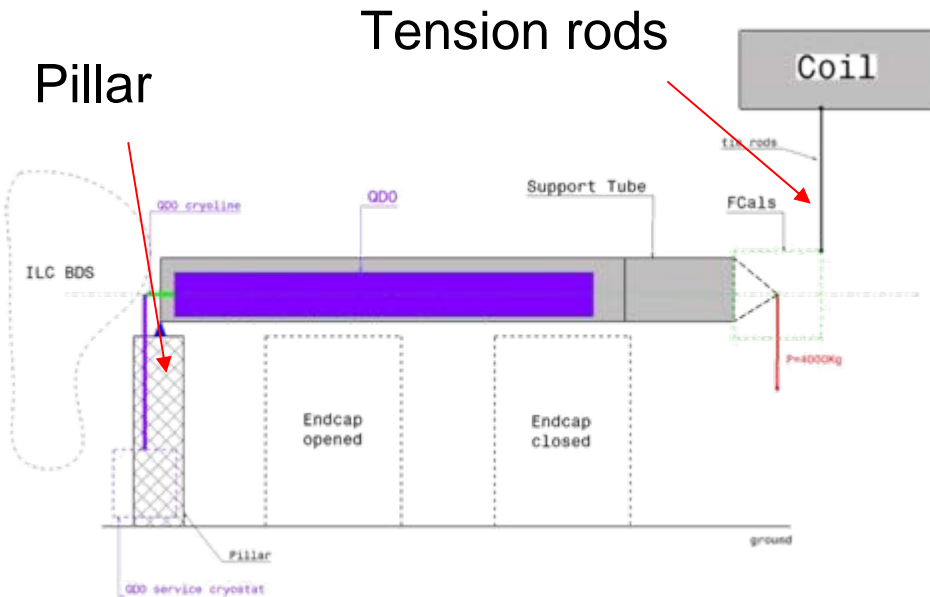 Tension rods
Pillar
Coil
tie rods
Support Tube
QD0
FCals
QD0 cryoline
ILC BDS
P=4000Kg
Endcap
opened
Endcap
closed
ground
Pillar
QD0 service cryostat